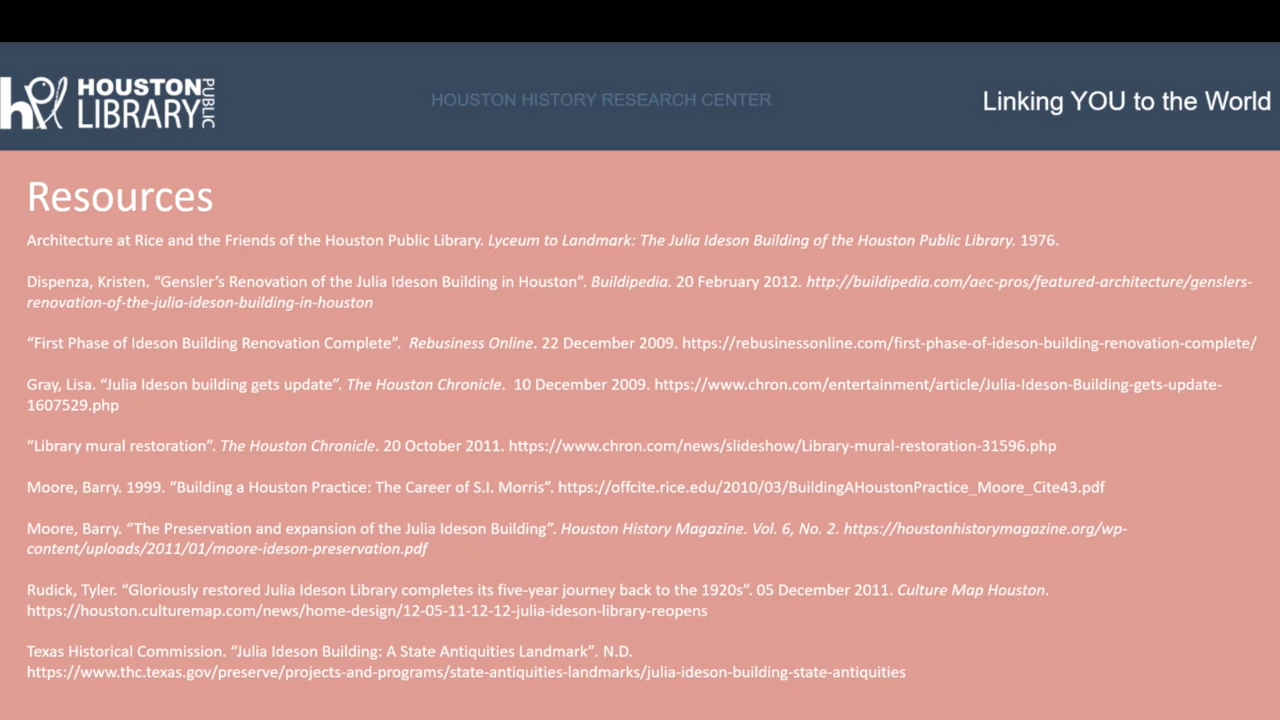 HOUSTON
LIBRARY
PUBLIC
HOUSTON HISTORY RESEARCH CENTER
Linking YOU to the World
Resources
Architecture at Rice and the Friends of the Houston Public Library. Lyceum to Landmark: The Julia Ideson Building of the Houston Public Library. 1976.
Dispenza, Kristen. “Gensler’s Renovation of the Julia Ideson Building in Houston”. Buildipedia. 20 February 2012. http://buildipedia.com/aec-pros/featured-architecture/genslers-
renovation-of-the-julia-ideson-building-in-houston
“First Phase of Ideson Building Renovation Complete”. Rebusiness Online. 22 December 2009. https://rebusinessonline.com/first-phase-of-ideson-building-renovation-complete/
Gray, Lisa. “Julia Ideson building gets update”. The Houston Chronicle. 10 December 2009. https://www.chron.com/entertainment/article/Julia-Ideson-Building-gets-update-
1607529.php
“Library mural restoration”. The Houston Chronicle. 20 October 2011. https://www.chron.com/news/slideshow/Library-mural-restoration-31596.php
Moore, Barry. 1999. “Building a Houston Practice: The Career of S.I. Morris”. https://offcite.rice.edu/2010/03/BuildingAHoustonPractice_Moore_Cite43.pdf
Moore, Barry. “The Preservation and expansion of the Julia Ideson Building”. Houston History Magazine. Vol. 6, No. 2. https://houstonhistorymagazine.org/wp-
content/uploads/2011/01/moore-ideson-preservation.pdf
Rudick, Tyler. “Gloriously restored Julia Ideson Library completes its five-year journey back to the 1920s”. 05 December 2011. Culture Map Houston.
https://houston.culturemap.com/news/home-design/12-05-11-12-12-julia-ideson-library-reopens
Texas Historical Commission. “Julia Ideson Building: A State Antiquities Landmark”. N.D.
https://www.thc.texas.gov/preserve/projects-and-programs/state-antiquities-landmarks/julia-ideson-building-state-antiquities